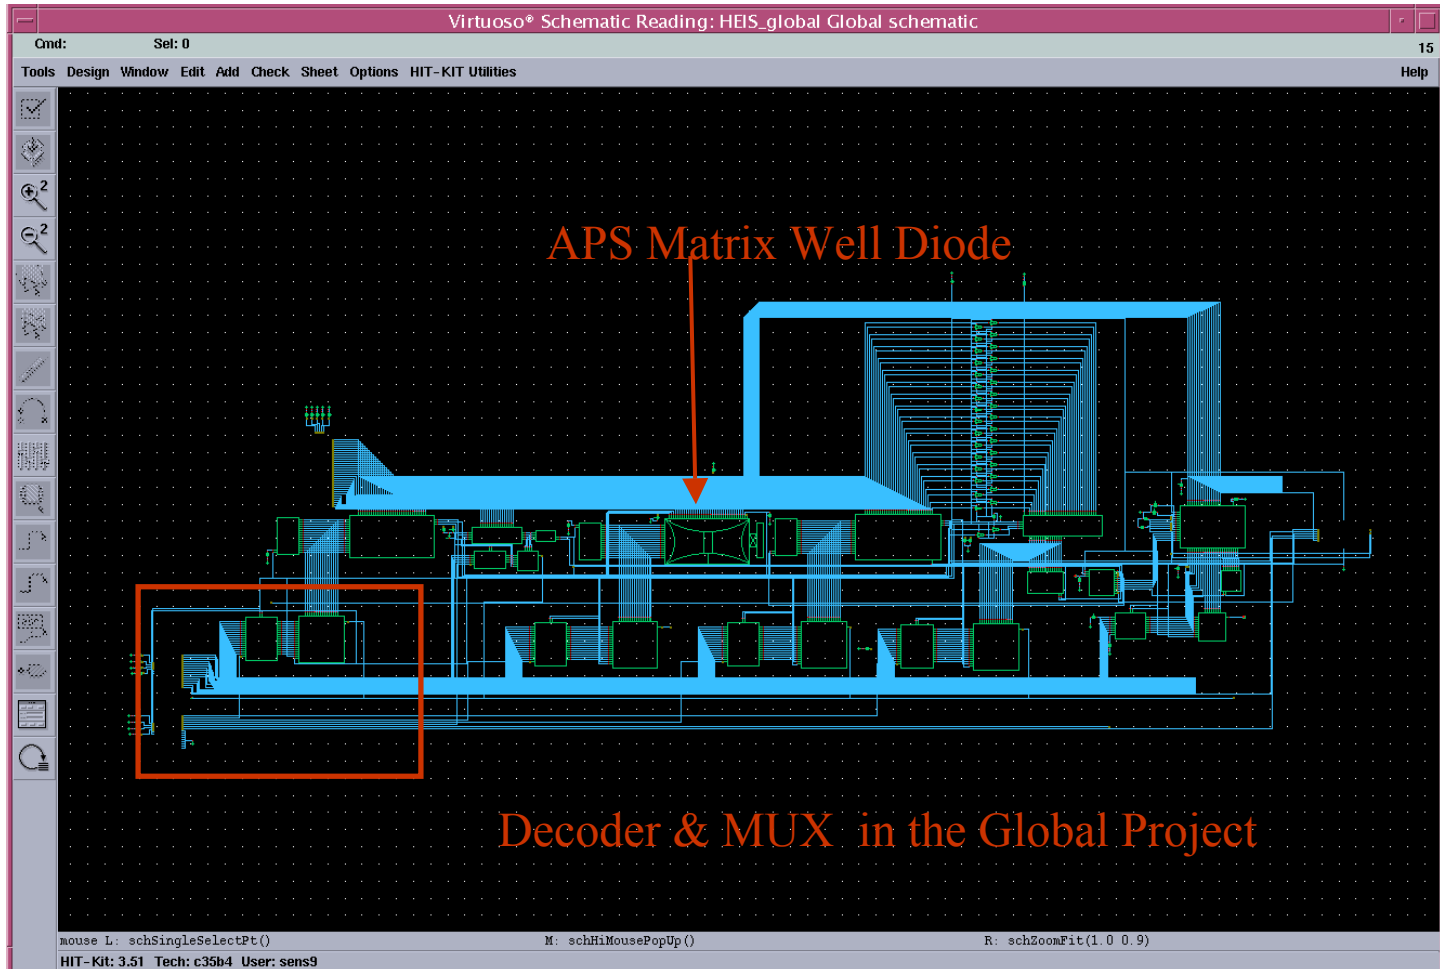 Virtuoso® Schematic Reading: HEIS_global Global schematic
Cmd: Sel: 0
15
Tools Design Window Edit Add Check Sheet Options HIT-KIT Utilities Help
2
2
APS Matrix Well Diode
Decoder & MUX in the Global Project
mouse L: schSingleSelectPt() M: schHiMousePopUp() R: schZoomFit(1.0 0.9)
HIT-Kit: 3.51 Tech: c35b4 User: sens9